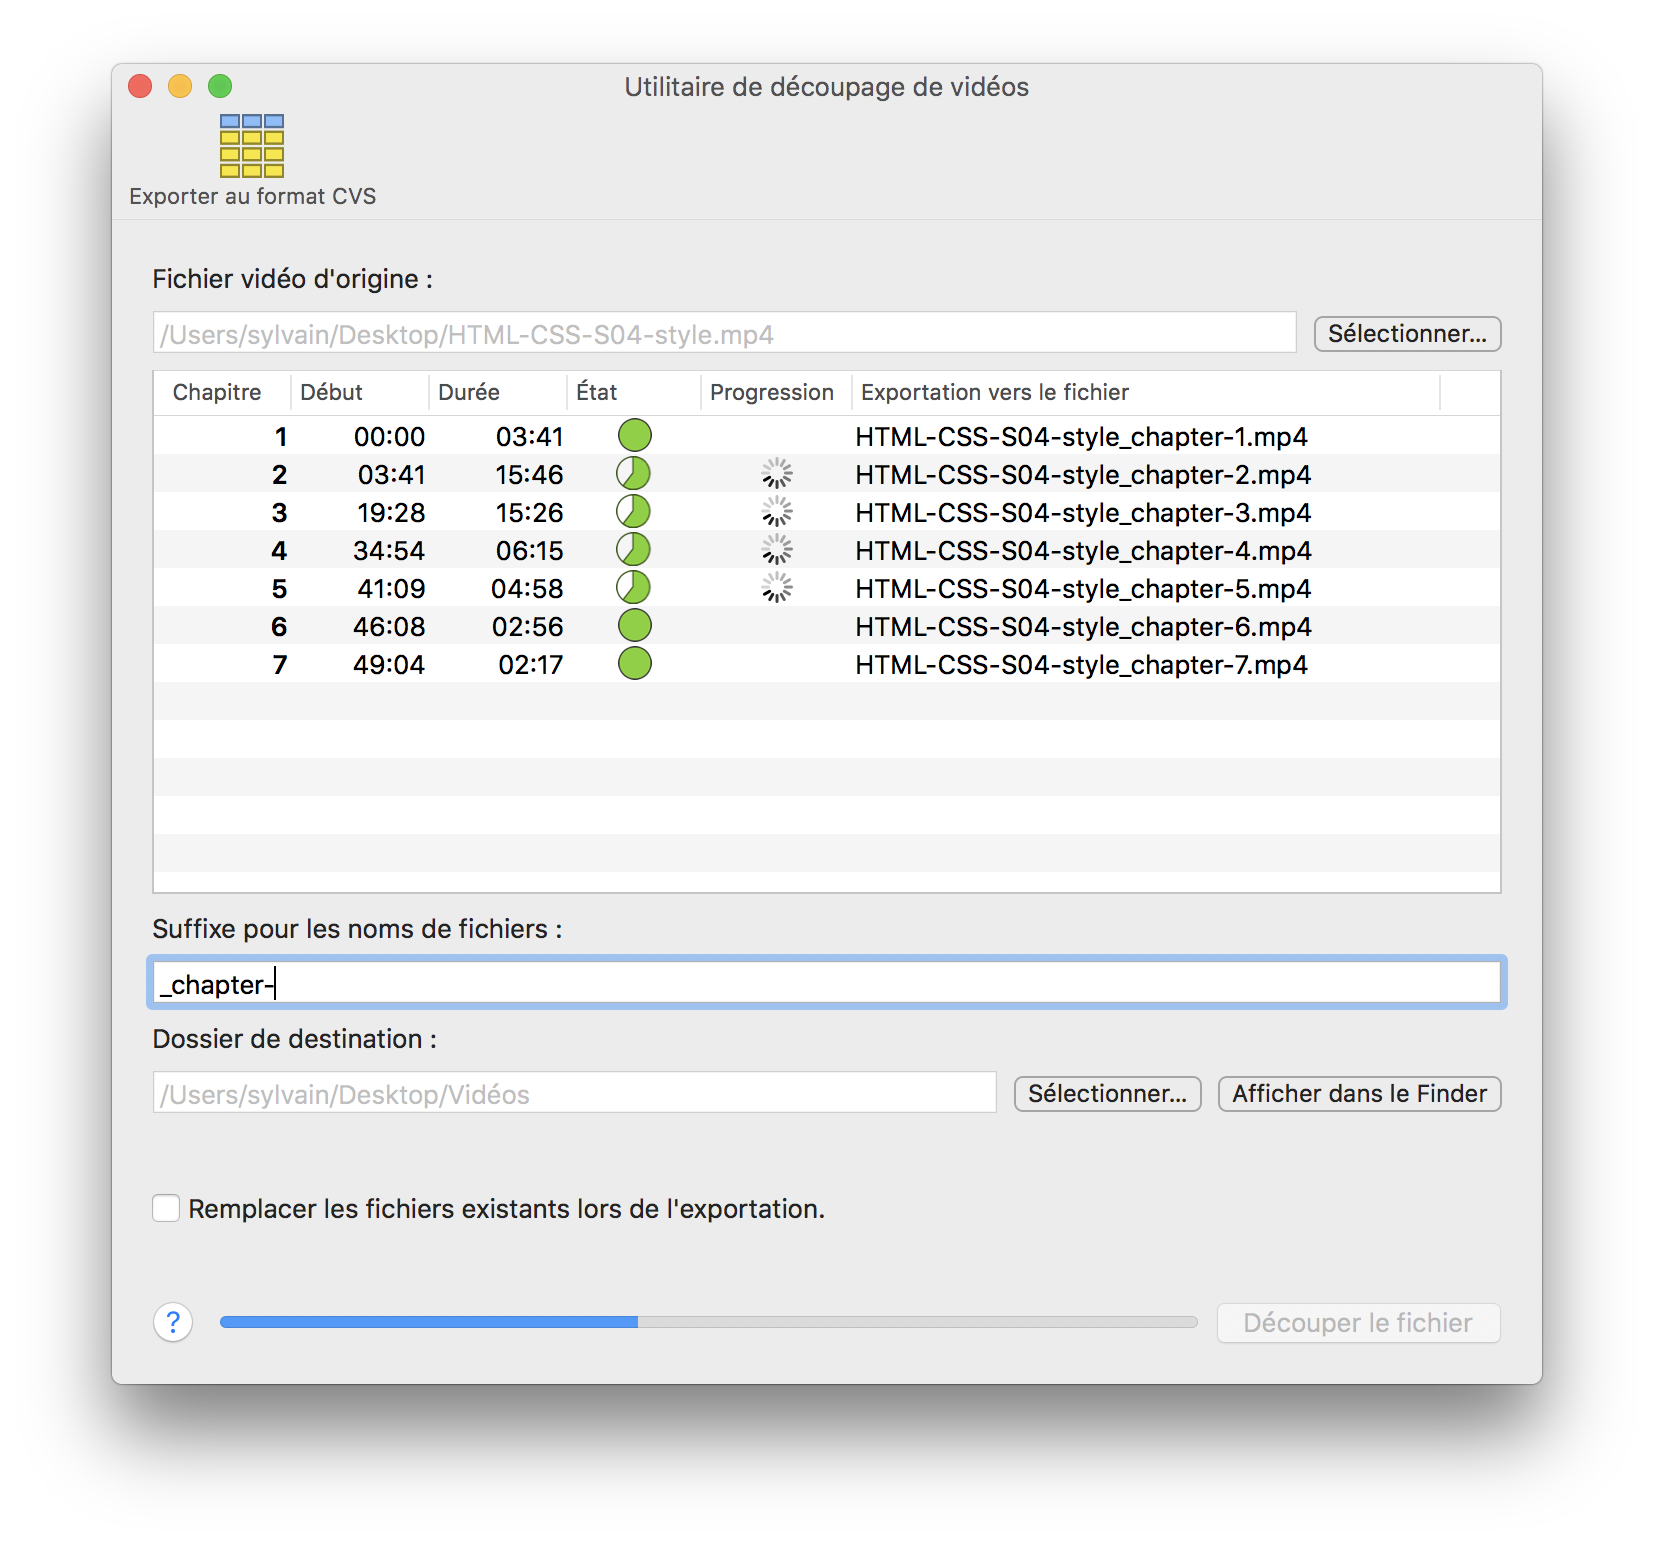 Utilitaire de découpage de vidéos
Exporter au format CVS
Fichier vidéo d'origine :
/Users/sylvain/Desktop/HTML-CSS-S04-style.mp4 Sélectionner...
Chapitre Début Durée État Progression Exportation vers le fichier
1 00:00 03:41 HTML-CSS-S04-style_chapter-1.mp4
2 03:41 15:46 HTML-CSS-S04-style_chapter-2.mp4
3 19:28 15:26 HTML-CSS-S04-style_chapter-3.mp4
4 34:54 06:15 HTML-CSS-S04-style_chapter-4.mp4
5 41:09 04:58 HTML-CSS-S04-style_chapter-5.mp4
6 46:08 02:56 HTML-CSS-S04-style_chapter-6.mp4
7 49:04 02:17 HTML-CSS-S04-style_chapter-7.mp4
Suffixe pour les noms de fichiers :
_chapter-
Dossier de destination :
/Users/sylvain/Desktop/Vidéos Sélectionner... Afficher dans le Finder
Remplacer les fichiers existants lors de l'exportation.
? Découper le fichier